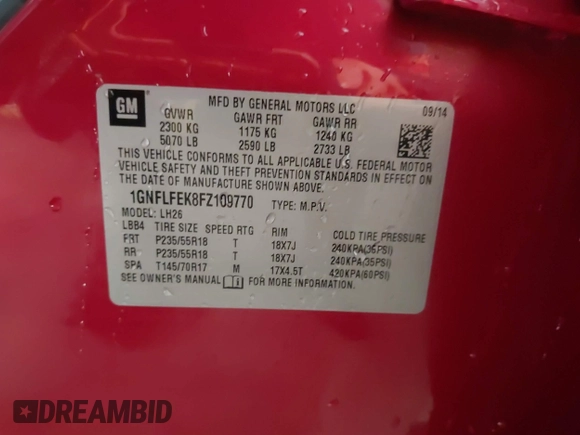 GM
MFD BY GENERAL MOTORS LLC
09/14
GVWR GAWR FRT GAWR RR
2300 KG 1175 KG 1240 KG
5070 LB 2590 LB 2733 LB
THIS VEHICLE CONFORMS TO ALL APPLICABLE U.S. FEDERAL MOTOR
VEHICLE SAFETY AND THEFT PREVENTION STANDARDS IN EFFECT ON
THE DATE OF MANUFACTURE SHOWN ABOVE.
1GNFLFEK8FZ109770 TYPE: M.P.V.
MODEL: LH26
LBB4 TIRE SIZE SPEED RTG RIM COLD TIRE PRESSURE
FRT P235/55R18 T 18X7J 240KPA(35PSI)
RR P235/55R18 T 18X7J 240KPA(35PSI)
SPA T145/70R17 M 17X4.5T 420KPA(60PSI)
SEE OWNER'S MANUAL FOR MORE INFORMATION.
DREAMBID